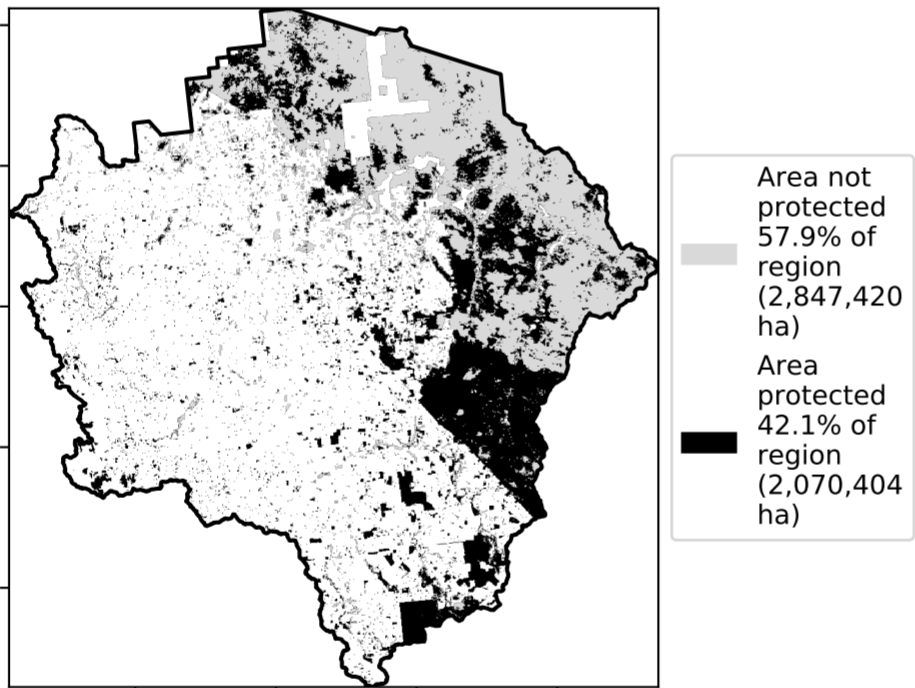 Area not
protected
57.9% of
region
(2,847,420
ha)
Area
protected
42.1% of
region
(2,070,404
ha)